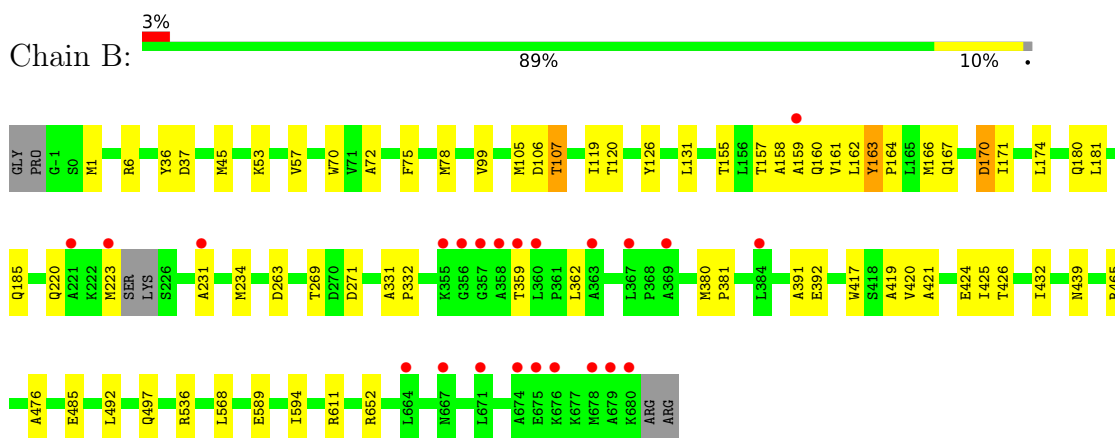 3%
Chain B:
89% 10% •
GLY PRO G-1 S0 M1 R6 Y36 D37 M45 K53 V57 W70 V71 A72 F75 M78 V99 M105 D106 T107 I119 T120 Y126 L131 T155 L156 T157 A158 A159 Q160 V161 L162 Y163 P164 L165 M166 Q167 D170 I171 L174 Q180 L181
Q185 Q220 A221 K222 M223 SER LYS S226 A231 M234 D263 T269 D270 D271 A331 P332 K355 G356 G357 A358 T359 L360 P361 L362 A363 L367 P368 A369 M380 P381 L384 A391 E392 W417 S418 A419 V420 A421 E424 I425 T426 I432 N439
A476 E485 L492 Q497 R536 L568 E589 I594 R611 R652 L664 N667 L671 A674 E675 K676 K677 M678 A679 K680 ARG ARG